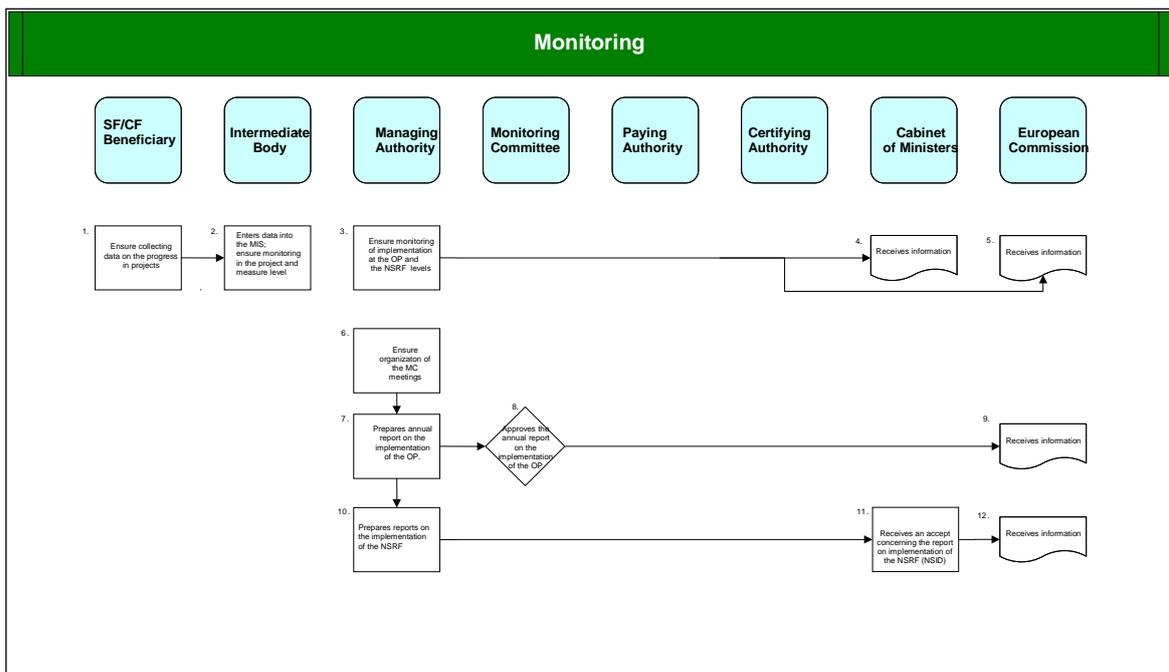 Monitoring
SF/CF
Beneficiary
Intermediate
Body
Managing
Authority
Monitoring
Committee
Paying
Authority
Certifying
Authority
Cabinet
of Ministers
European
Commission
1.
Ensure collecting
data on the progress
in projects
2.
Enters data into
the MIS;
ensure monitoring
in the project and
measure level
3.
Ensure monitoring
of implementation
at the OP and
the NSRF levels
4.
Receives information
5.
Receives information
6.
Ensure
organizaton of
the MC
meetings
7.
Prepares annual
report on the
implementation
of the OP.
8.
Approves the
annual report
on the
implementation
of the OP
9.
Receives information
10.
Prepares reports on
the implementation
of the NSRF
11.
Receives an accept
concerning the report
on implementation of
the NSRF (NSID)
12.
Receives information